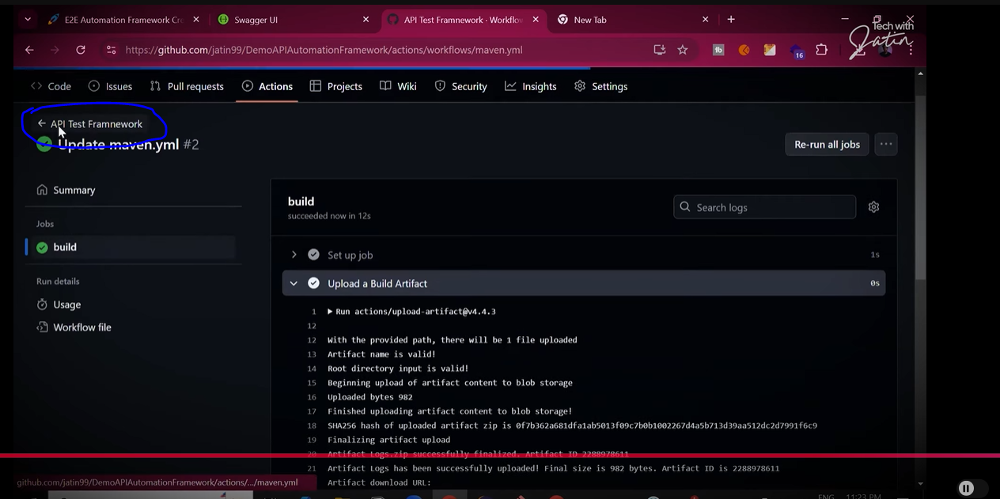 E2E Automation Framework Cr
Swagger UI
API Test Framnework · Workflow
New Tab
Tech with
Jatin
https://github.com/jatin99/DemoAPIAutomationFramework/actions/workflows/maven.yml
16
Code
Issues
Pull requests
Actions
Projects
Wiki
Security
Insights
Settings
API Test Framnework
Update maven.yml #2
Re-run all jobs
Summary
Jobs
build
Run details
Usage
Workflow file
build
succeeded now in 12s
Search logs
Set up job 1s
Upload a Build Artifact 0s
1 Run actions/upload-artifact@v4.4.3
12
12 With the provided path, there will be 1 file uploaded
13 Artifact name is valid!
14 Root directory input is valid!
15 Beginning upload of artifact content to blob storage
16 Uploaded bytes 982
17 Finished uploading artifact content to blob storage!
18 SHA256 hash of uploaded artifact zip is 0f7b362a681dfa1ab5013f09c7b0b1002267d4a5b713d39aa512dc2d7991f6c9
19 Finalizing artifact upload
20 Artifact Logs.zip successfully finalized. Artifact ID 2288978611
21 Artifact Logs has been successfully uploaded! Final size is 982 bytes. Artifact ID is 2288978611
Artifact download URL:
github.com/jatin99/DemoAPIAutomationFramework/actions/.../maven.yml
ENG 11:23 PM